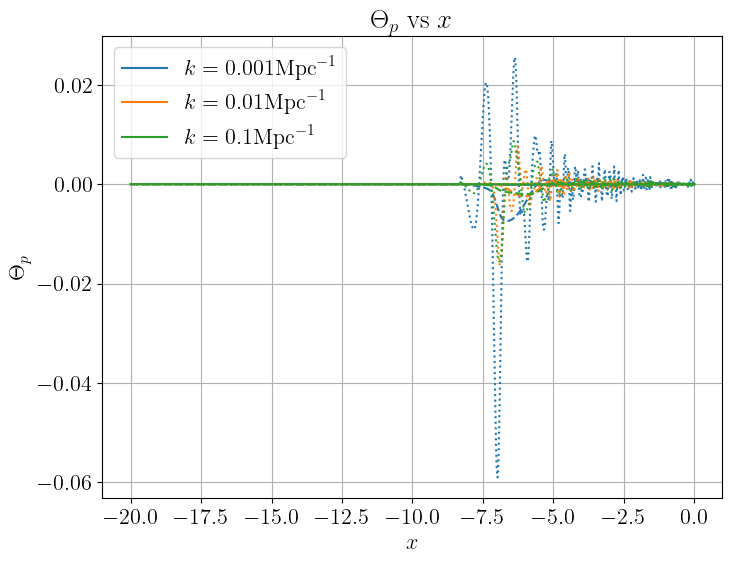 Θₚ vs x
k = 0.001Mpc⁻¹
k = 0.01Mpc⁻¹
k = 0.1Mpc⁻¹
0.02
0.00
−0.02
−0.04
−0.06
Θₚ
−20.0 −17.5 −15.0 −12.5 −10.0 −7.5 −5.0 −2.5 0.0
x